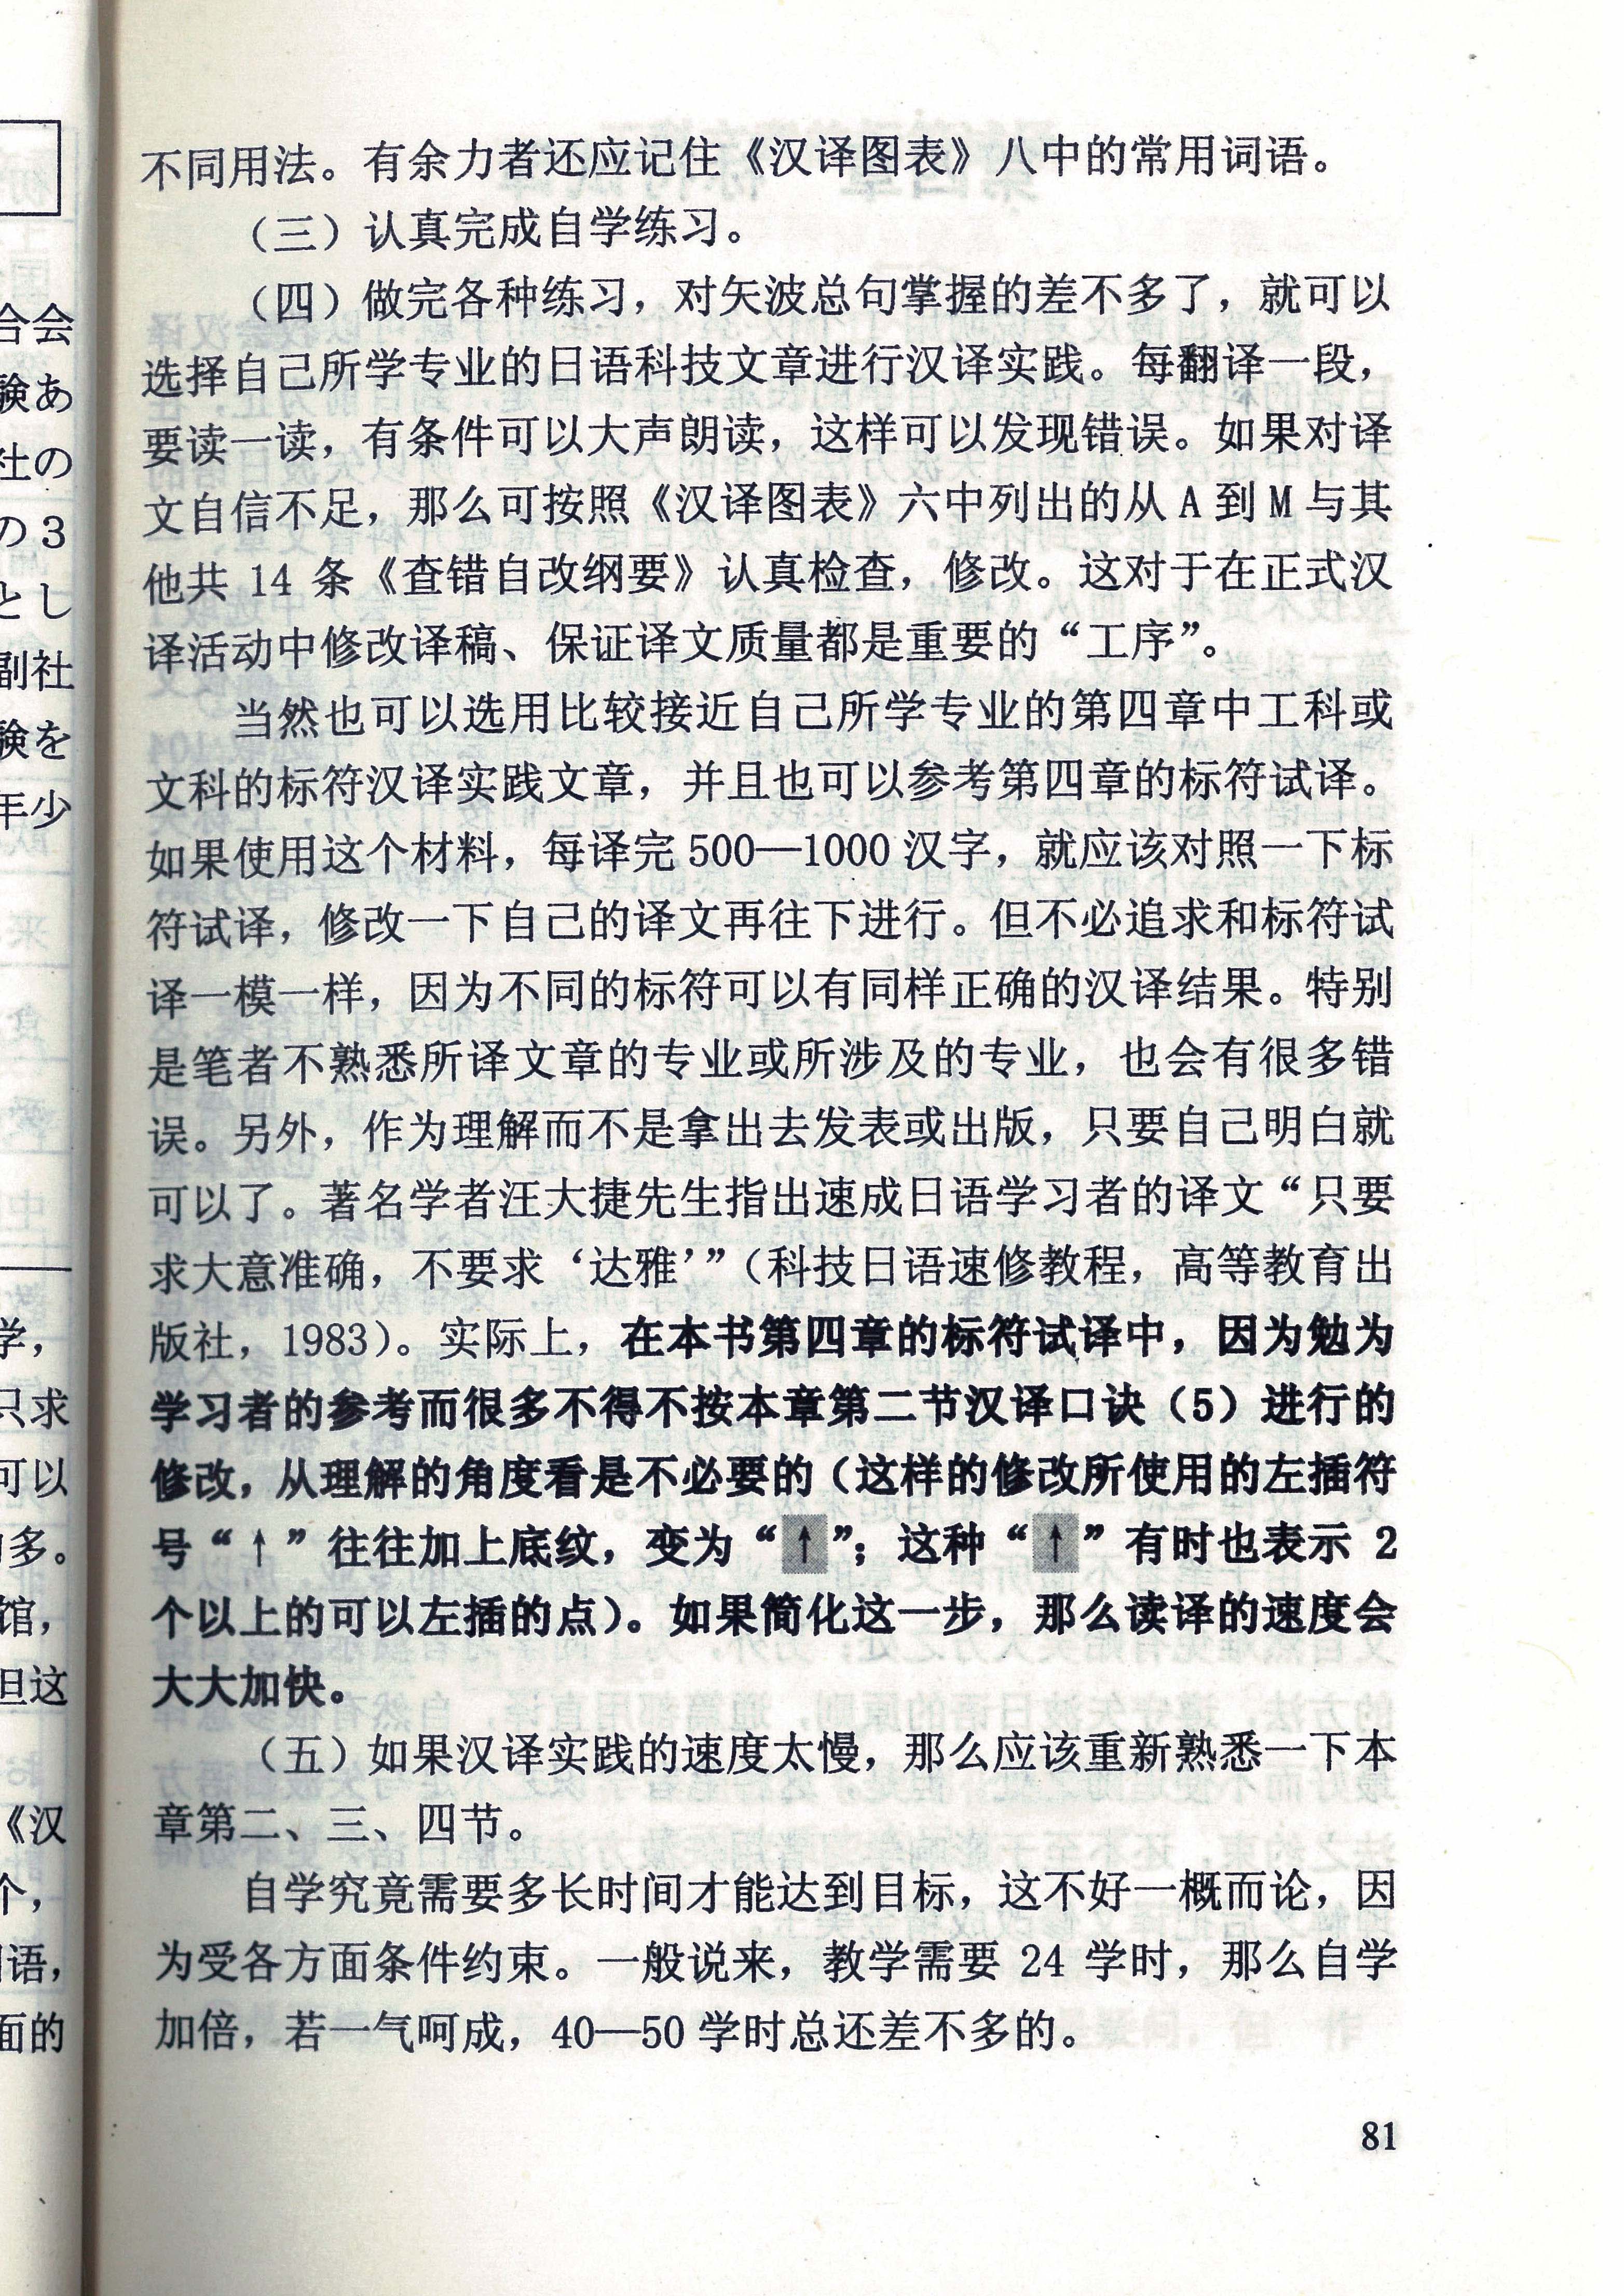 不同用法。有余力者还应记住《汉译图表》八中的常用词语。
（三）认真完成自学练习。
（四）做完各种练习，对矢波总句掌握的差不多了，就可以
选择自己所学专业的日语科技文章进行汉译实践。每翻译一段，
要读一读，有条件可以大声朗读，这样可以发现错误。如果对译
文自信不足，那么可按照《汉译图表》六中列出的从 A 到 M 与其
他共 14 条《查错自改纲要》认真检查，修改。这对于在正式汉
译活动中修改译稿、保证译文质量都是重要的“工序”。
当然也可以选用比较接近自己所学专业的第四章中工科或
文科的标符汉译实践文章，并且也可以参考第四章的标符试译。
如果使用这个材料，每译完 500—1000 汉字，就应该对照一下标
符试译，修改一下自己的译文再往下进行。但不必追求和标符试
译一模一样，因为不同的标符可以有同样正确的汉译结果。特别
是笔者不熟悉所译文章的专业或所涉及的专业，也会有很多错
误。另外，作为理解而不是拿出去发表或出版，只要自己明白就
可以了。著名学者汪大捷先生指出速成日语学习者的译文“只要
求大意准确，不要求‘达雅’”（科技日语速修教程，高等教育出
版社，1983）。实际上，在本书第四章的标符试译中，因为勉为
学习者的参考而很多不得不按本章第二节汉译口诀（5）进行的
修改，从理解的角度看是不必要的（这样的修改所使用的左插符
号“↑”往往加上底纹，变为“↑”；这种“↑”有时也表示 2
个以上的可以左插的点）。如果简化这一步，那么读译的速度会
大大加快。
（五）如果汉译实践的速度太慢，那么应该重新熟悉一下本
章第二、三、四节。
自学究竟需要多长时间才能达到目标，这不好一概而论，因
为受各方面条件约束。一般说来，教学需要 24 学时，那么自学
加倍，若一气呵成，40—50 学时总还差不多的。
81
合会
験あ
社の
の3
とし
副社
験を
年少
学，
只求
可以
多。
馆，
但这
《汉
个，
语，
面的